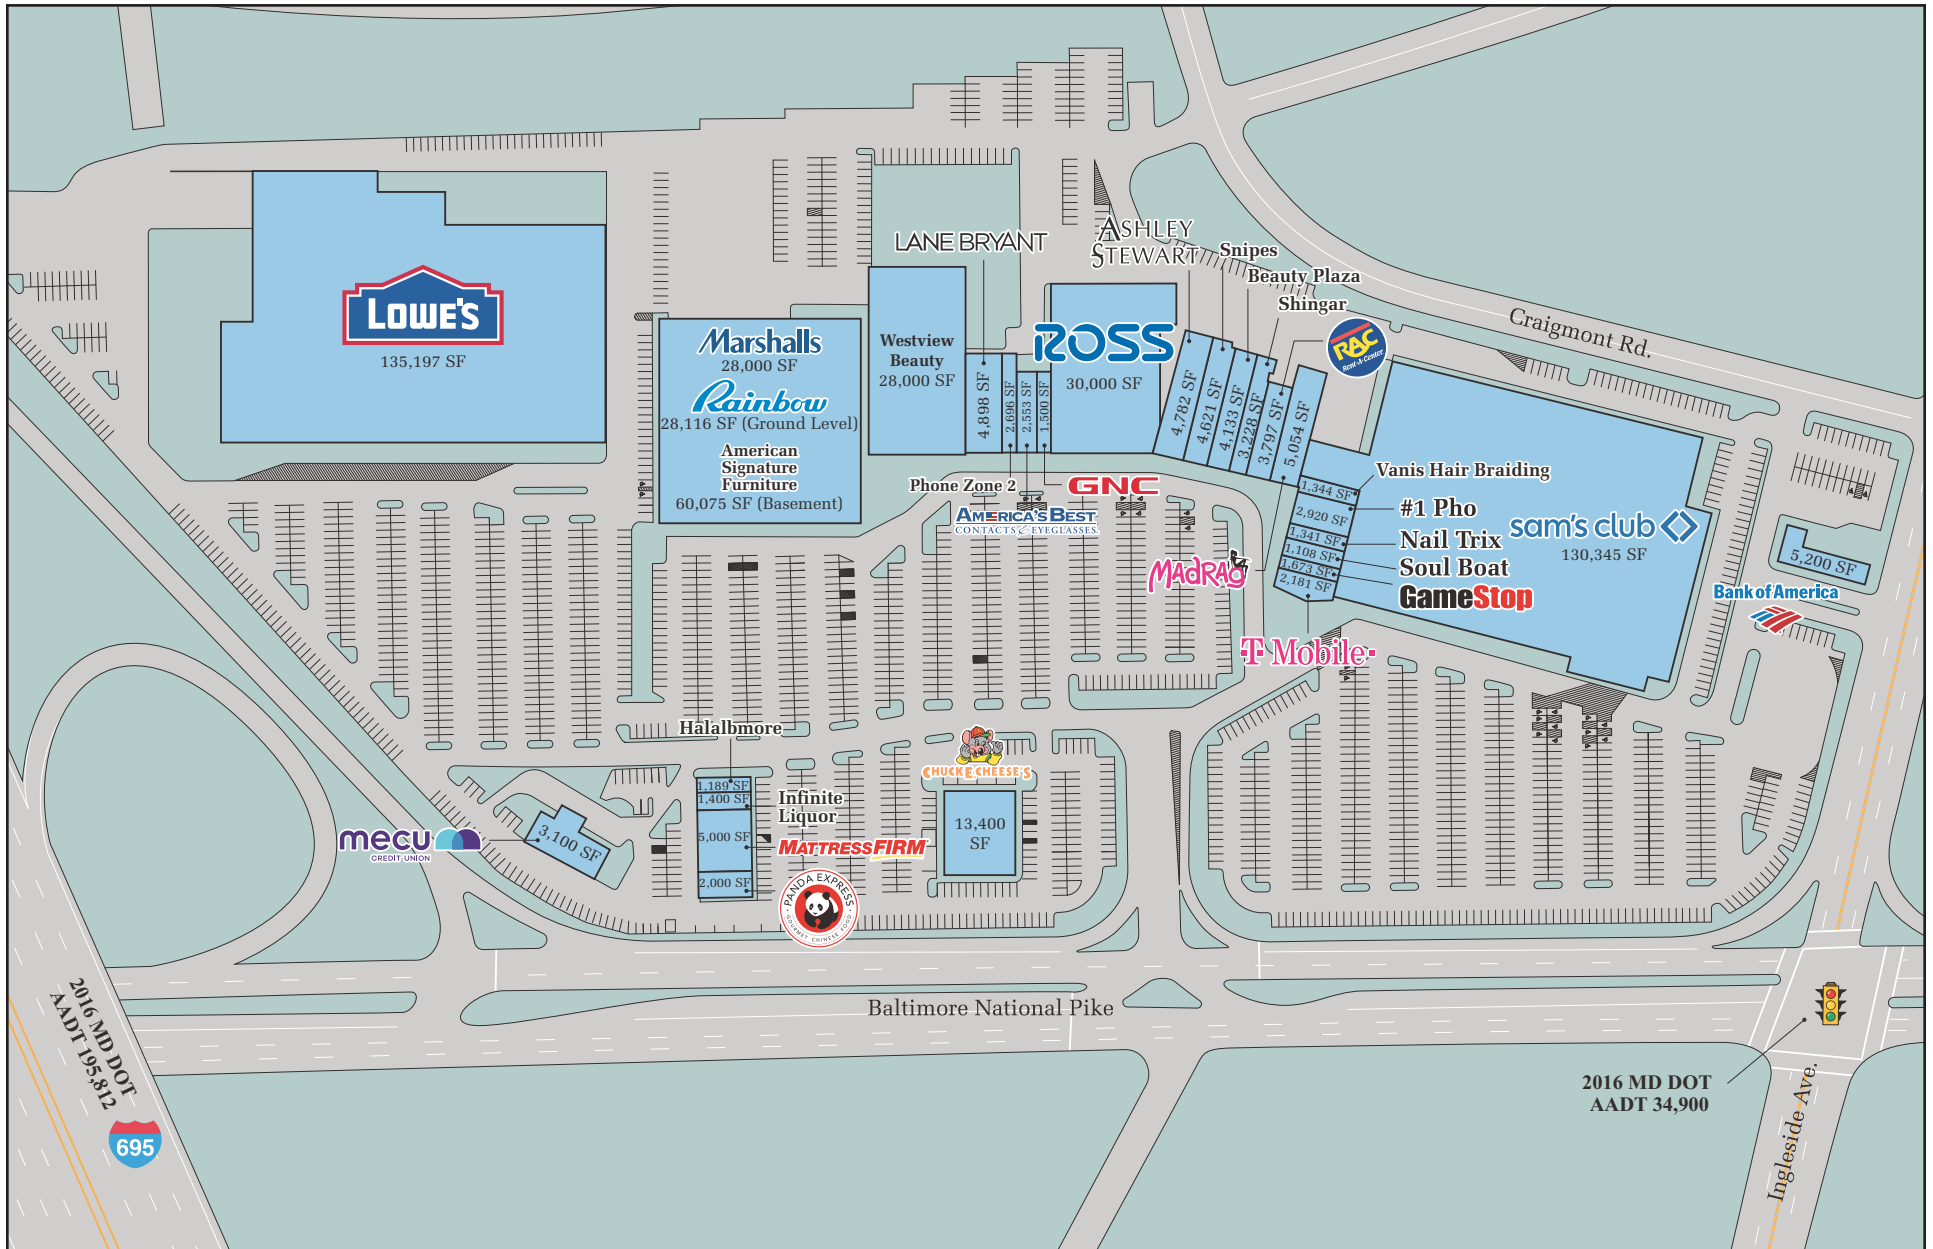 LOWE'S
135,197 SF
Marshalls
28,000 SF
Rainbow
28,116 SF (Ground Level)
American
Signature
Furniture
60,075 SF (Basement)
Westview
Beauty
28,000 SF
LANE BRYANT
4,898 SF
2,696 SF
2,553 SF
1,500 SF
Phone Zone 2
AMERICA'S BEST
CONTACTS & EYEGLASSES
GNC
ROSS
30,000 SF
ASHLEY
STEWART
Snipes
Beauty Plaza
Shingar
RAC
Rent-A-Center
4,782 SF
4,621 SF
4,133 SF
3,228 SF
3,797 SF
5,054 SF
MADRAG
Craigmont Rd.
1,344 SF
2,920 SF
1,341 SF
1,108 SF
1,673 SF
2,181 SF
Vanis Hair Braiding
#1 Pho
Nail Trix
Soul Boat
GameStop
T Mobile
sam's club
130,345 SF
5,200 SF
Bank of America
Halalbmore
1,189 SF
1,400 SF
5,000 SF
2,000 SF
Infinite
Liquor
MATTRESSFIRM
PANDA EXPRESS
GOURMET CHINESE FOOD
CHUCK E CHEESE'S
13,400
SF
mecu
CREDIT UNION
3,100 SF
Baltimore National Pike
2016 MD DOT
AADT 195,812
695
2016 MD DOT
AADT 34,900
Ingleside Ave.